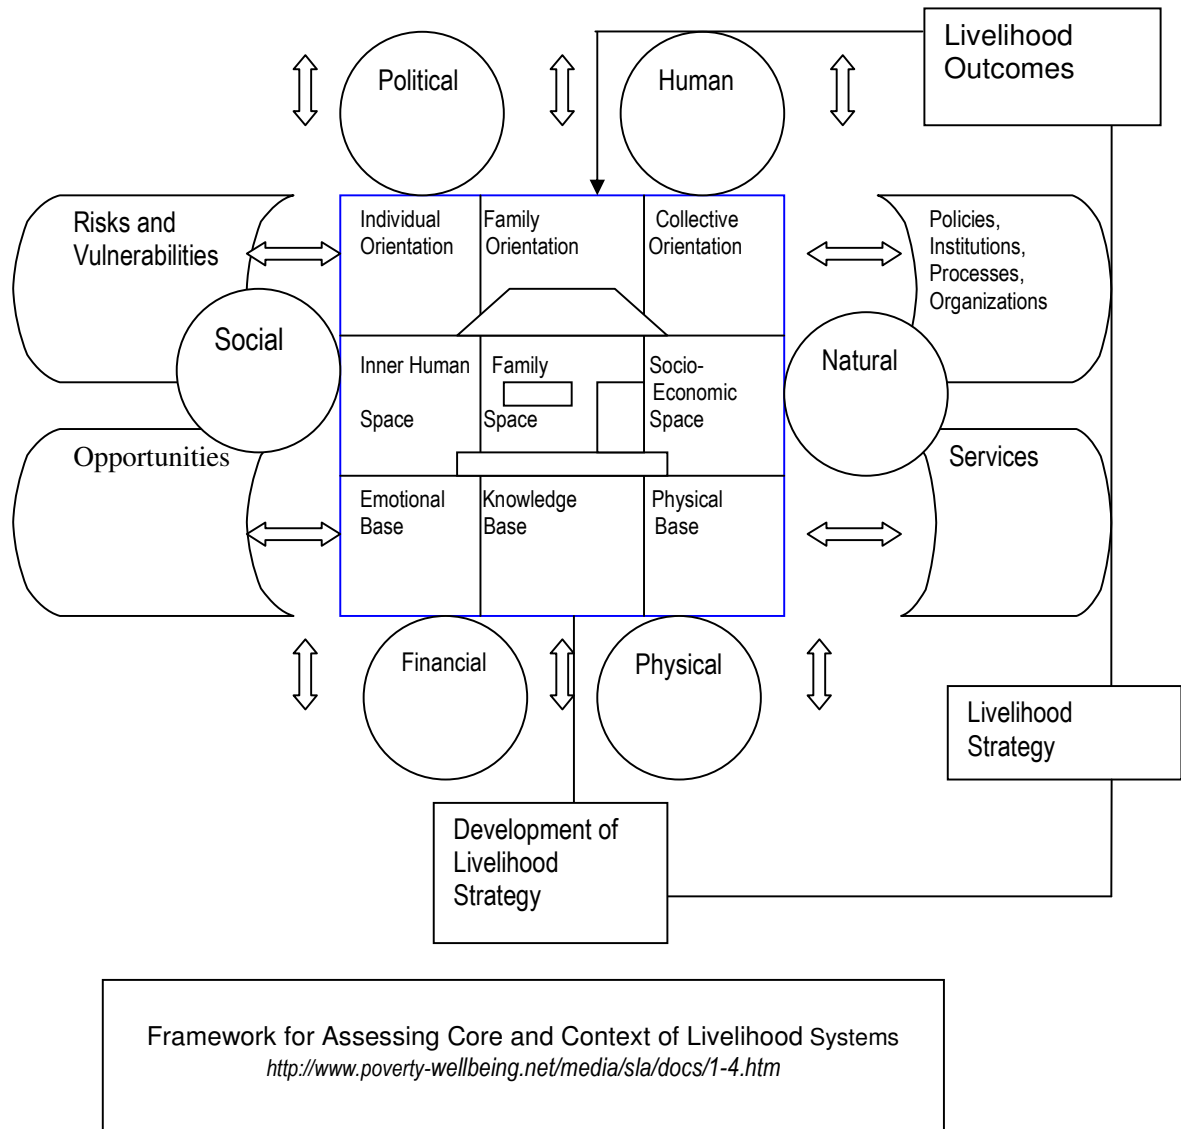 Livelihood
Outcomes
Political
Human
Risks and
Vulnerabilities
Individual
Orientation
Family
Orientation
Collective
Orientation
Policies,
Institutions,
Processes,
Organizations
Social
Inner Human
Space
Family
Space
Socio-
Economic
Space
Natural
Opportunities
Emotional
Base
Knowledge
Base
Physical
Base
Services
Financial
Physical
Livelihood
Strategy
Development of
Livelihood
Strategy
Framework for Assessing Core and Context of Livelihood Systems
http://www.poverty-wellbeing.net/media/sla/docs/1-4.htm